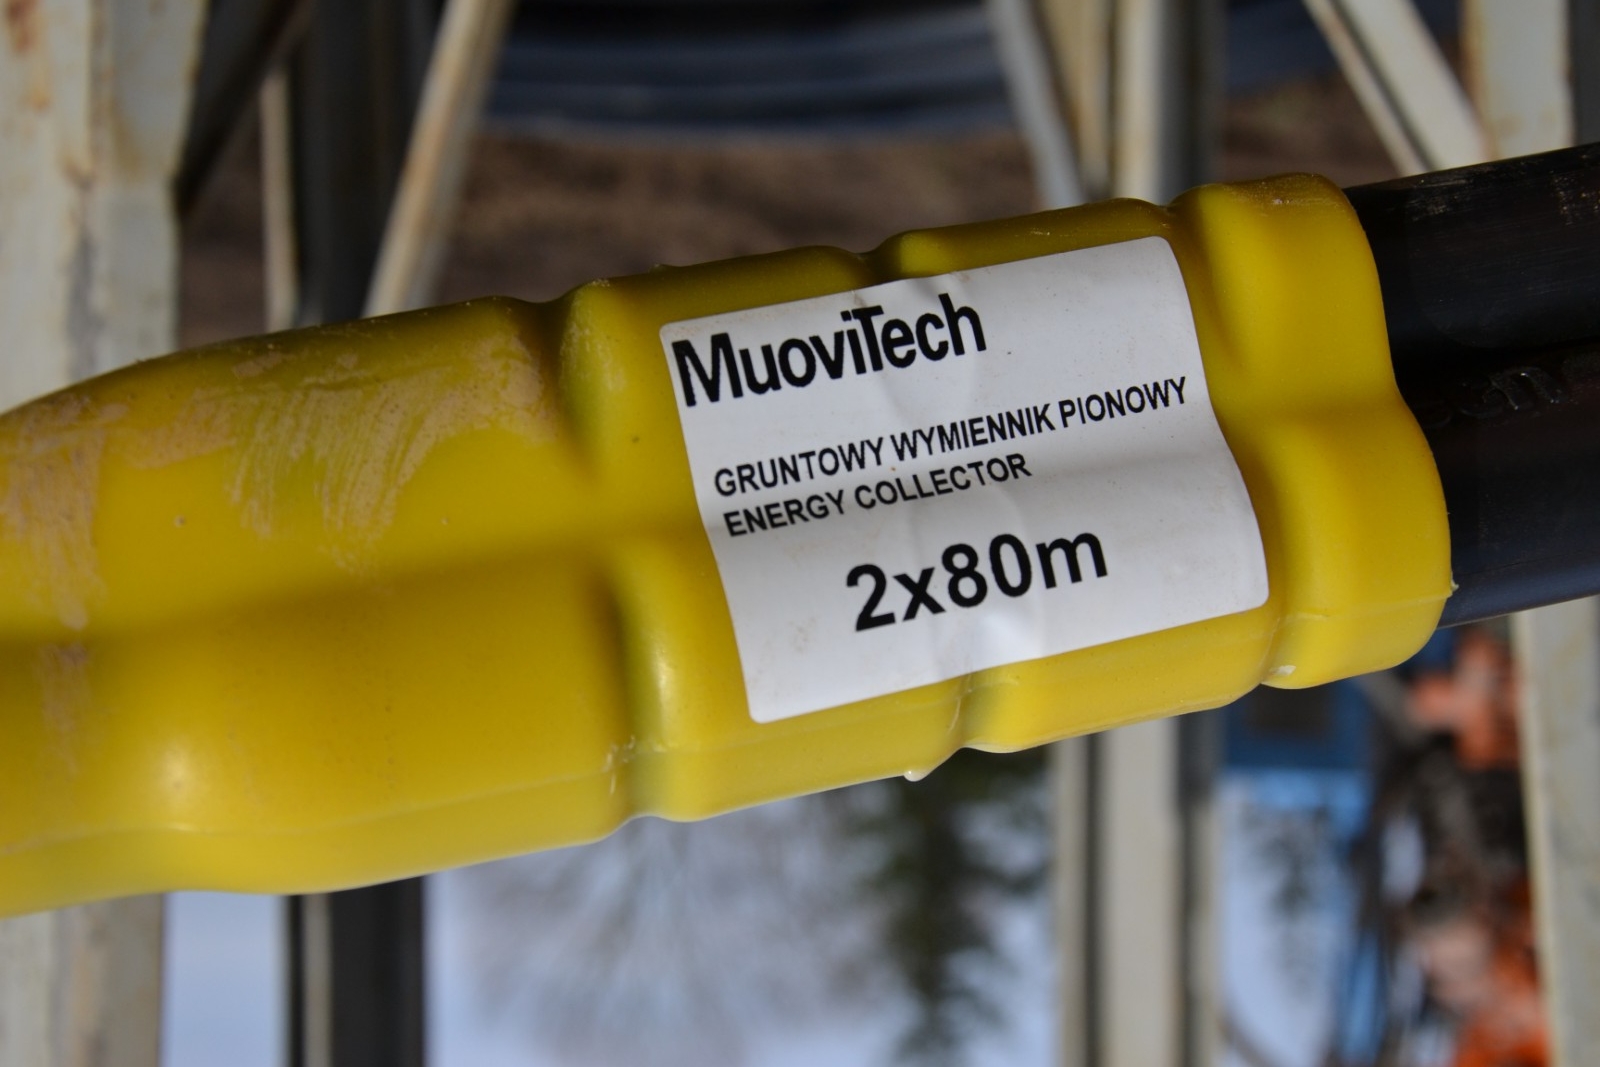 MuoviTech
GRUNTOWY WYMIENNIK PIONOWY
ENERGY COLLECTOR
2x80m